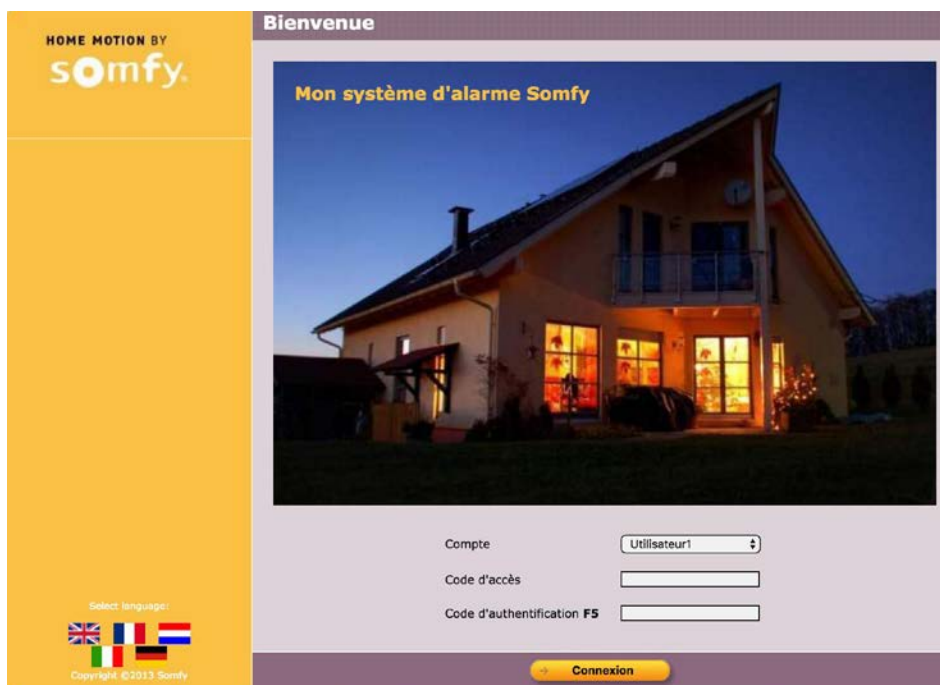 HOME MOTION BY
somfy.
Bienvenue
Mon système d'alarme Somfy
Compte
Utilisateur1
Code d'accès
Code d'authentification F5
Select language:
Copyright ©2013 Somfy
Connexion